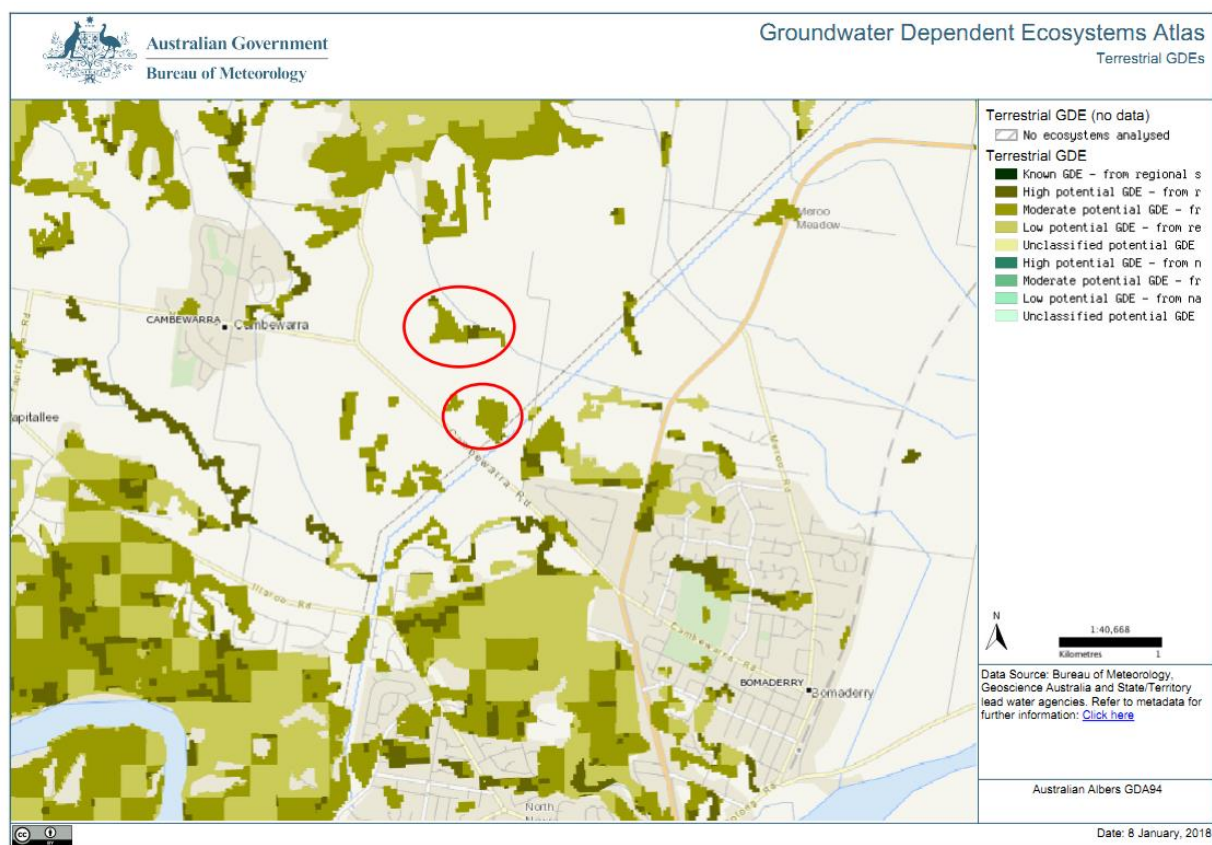 Australian Government
Bureau of Meteorology
Groundwater Dependent Ecosystems Atlas
Terrestrial GDEs
Terrestrial GDE (no data)
No ecosystems analysed
Terrestrial GDE
Known GDE - from regional s
High potential GDE - from r
Moderate potential GDE - fr
Low potential GDE - from re
Unclassified potential GDE
High potential GDE - from n
Moderate potential GDE - fr
Low potential GDE - from na
Unclassified potential GDE
Meroo
Meadow
CAMBEWARRA
Cambewarra
apitallee
Cambewarra Rd
Meroo Rd
Illaroo Rd
Cambewarra Rd
BOMADERRY
Bomaderry
North
N
1:40,668
Kilometres 1
Data Source: Bureau of Meteorology,
Geoscience Australia and State/Territory
lead water agencies. Refer to metadata for
further information: Click here
Australian Albers GDA94
cc
BY
Date: 8 January, 2018